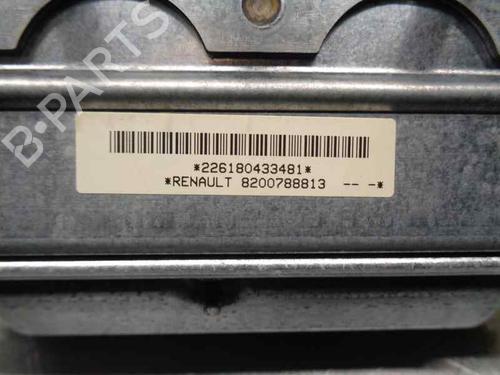 B-PARTS
*226180433481*
*RENAULT 8200788813 -- -*